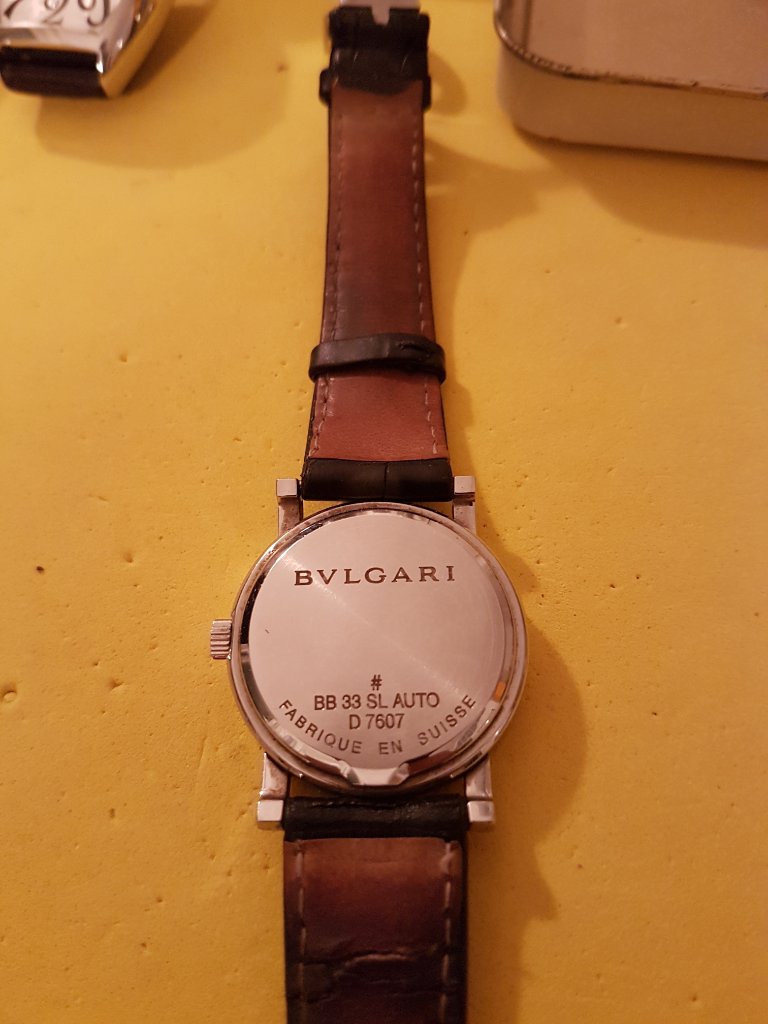 BVLGARI
#
BB 33 SL AUTO
D 7607
FABRIQUE EN SUISSE